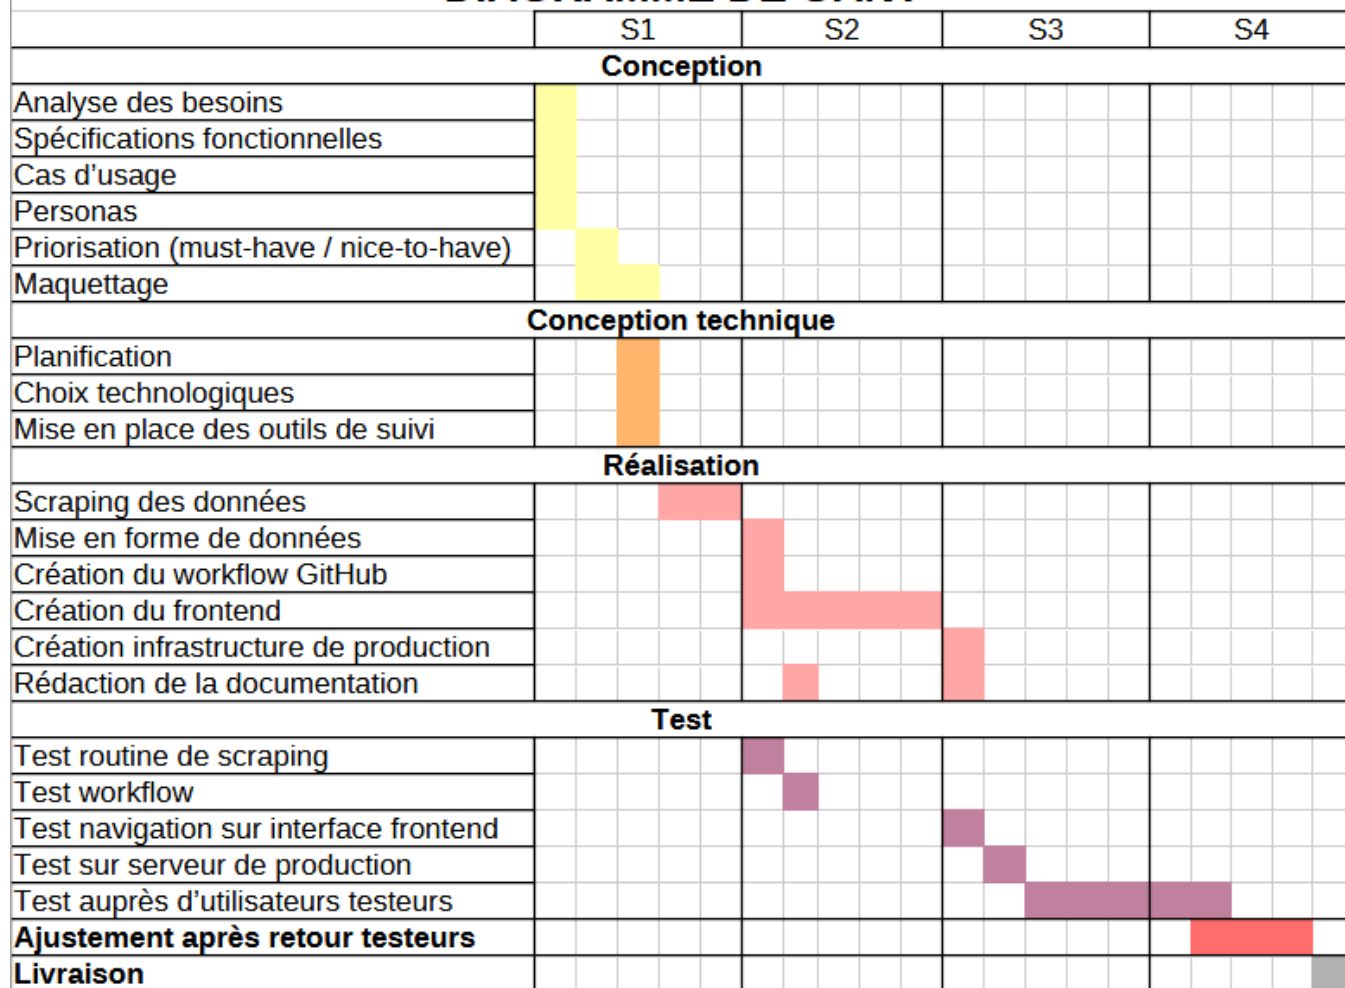 S1 S2 S3 S4
Conception
Analyse des besoins
Spécifications fonctionnelles
Cas d’usage
Personas
Priorisation (must-have / nice-to-have)
Maquettage
Conception technique
Planification
Choix technologiques
Mise en place des outils de suivi
Réalisation
Scraping des données
Mise en forme de données
Création du workflow GitHub
Création du frontend
Création infrastructure de production
Rédaction de la documentation
Test
Test routine de scraping
Test workflow
Test navigation sur interface frontend
Test sur serveur de production
Test auprès d’utilisateurs testeurs
Ajustement après retour testeurs
Livraison